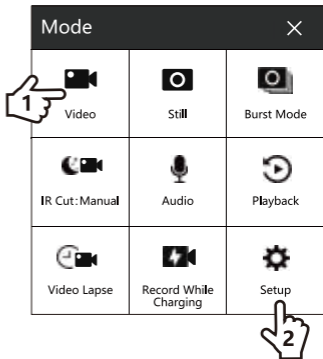 Mode
1
Video
Still
Burst Mode
IR Cut:Manual
Audio
Playback
Video Lapse
Record While
Charging
Setup
2